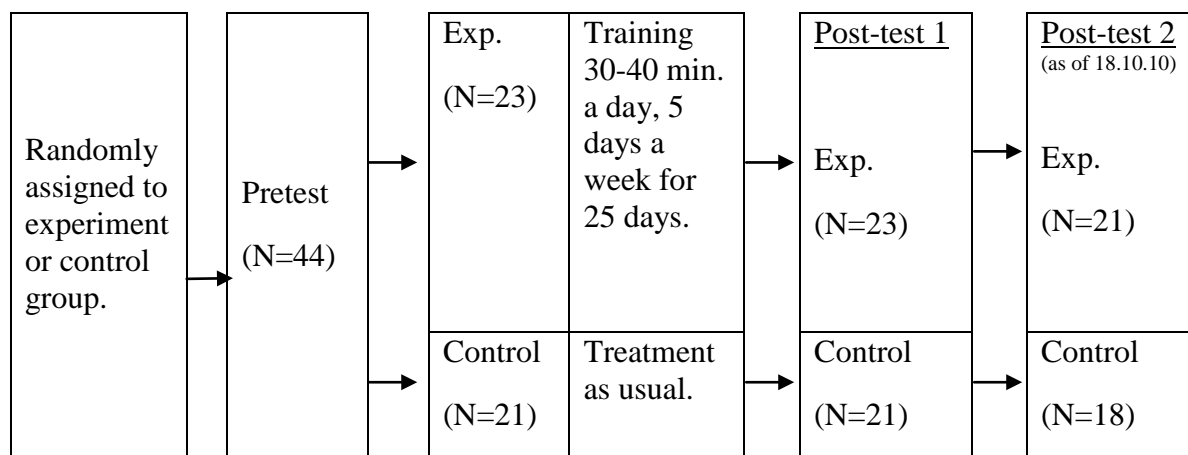 Randomly
assigned to
experiment
or control
group.
Pretest
(N=44)
Exp.
(N=23)
Training
30-40 min.
a day, 5
days a
week for
25 days.
Control
(N=21)
Treatment
as usual.
Post-test 1
Exp.
(N=23)
Control
(N=21)
Post-test 2
(as of 18.10.10)
Exp.
(N=21)
Control
(N=18)